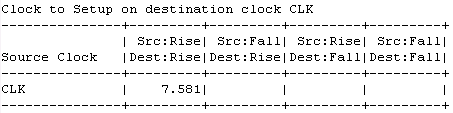 Clock to Setup on destination clock CLK
---------------+---------+---------+---------+---------+
               | Src:Rise| Src:Fall| Src:Rise| Src:Fall|
Source Clock   |Dest:Rise|Dest:Rise|Dest:Fall|Dest:Fall|
---------------+---------+---------+---------+---------+
CLK            |    7.581|         |         |         |
---------------+---------+---------+---------+---------+